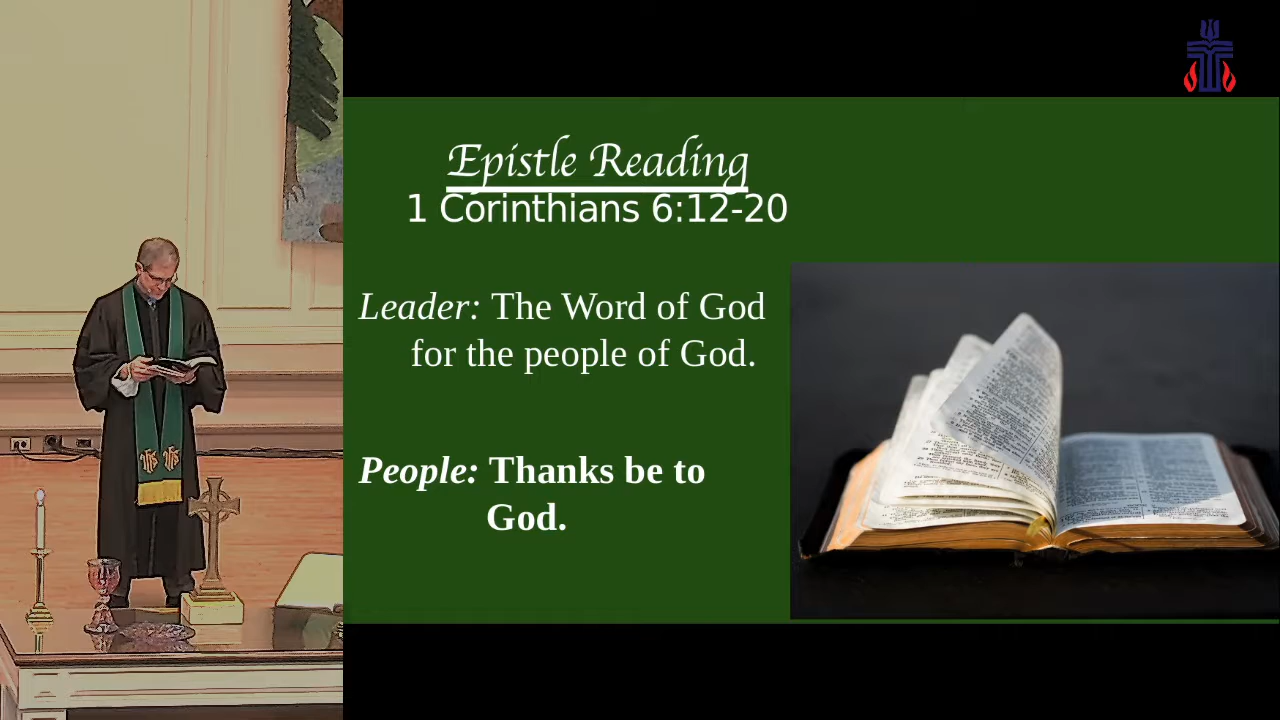 Epistle Reading
1 Corinthians 6:12-20
Leader: The Word of God
for the people of God.
People: Thanks be to
God.